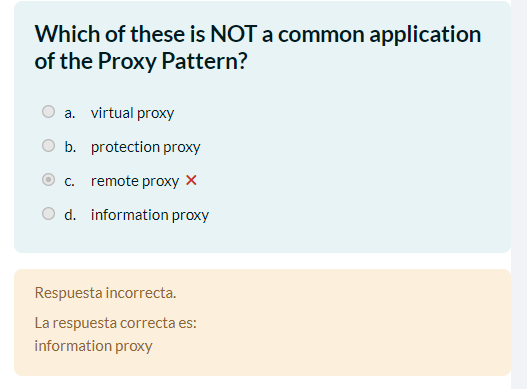 Which of these is NOT a common application
of the Proxy Pattern?
a. virtual proxy
b. protection proxy
c. remote proxy
d. information proxy
Respuesta incorrecta.
La respuesta correcta es:
information proxy